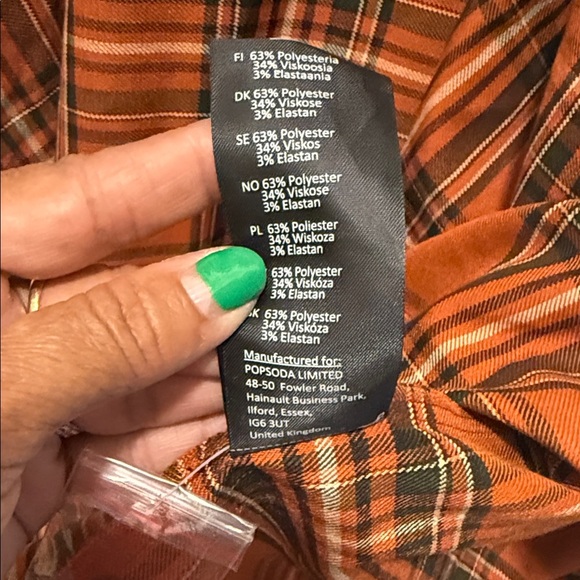 FI 63% Polyesteria
34% Viskoosia
3% Elastaania
DK 63% Polyester
34% Viskose
3% Elastan
SE 63% Polyester
34% Viskos
3% Elastan
NO 63% Polyester
34% Viskose
3% Elastan
PL 63% Poliester
34% Wiskoza
3% Elastan
63% Polyester
34% Viskóza
3% Elastan
K 63% Polyester
34% Viskóza
3% Elastan
Manufactured for:
POPSODA LIMITED
48-50 Fowler Road,
Hainault Business Park,
Ilford, Essex,
IG6 3UT
United Kingdom